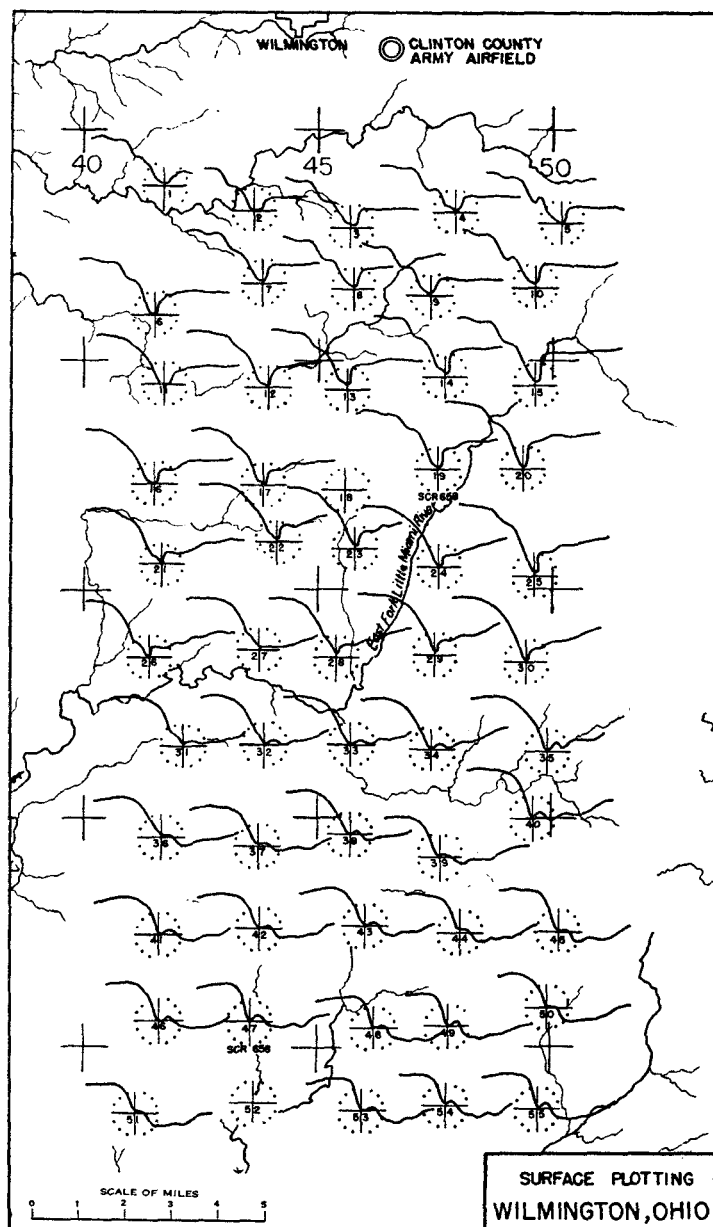 WILMINGTON
CLINTON COUNTY
ARMY AIRFIELD
40 45 50
1 2 3 4 5
6 7 8 9 10
11 12 13 14 15
16 17 18 19 20
SCR 658
21 22 23 24 25
East Fork Little Miami River
26 27 28 29 30
31 32 33 34 35
36 37 38 39 40
41 42 43 44 45
46 47 48 49 50
SCR 658
51 52 53 54 55
SCALE OF MILES
0 1 2 3 4 5
SURFACE PLOTTING
WILMINGTON, OHIO